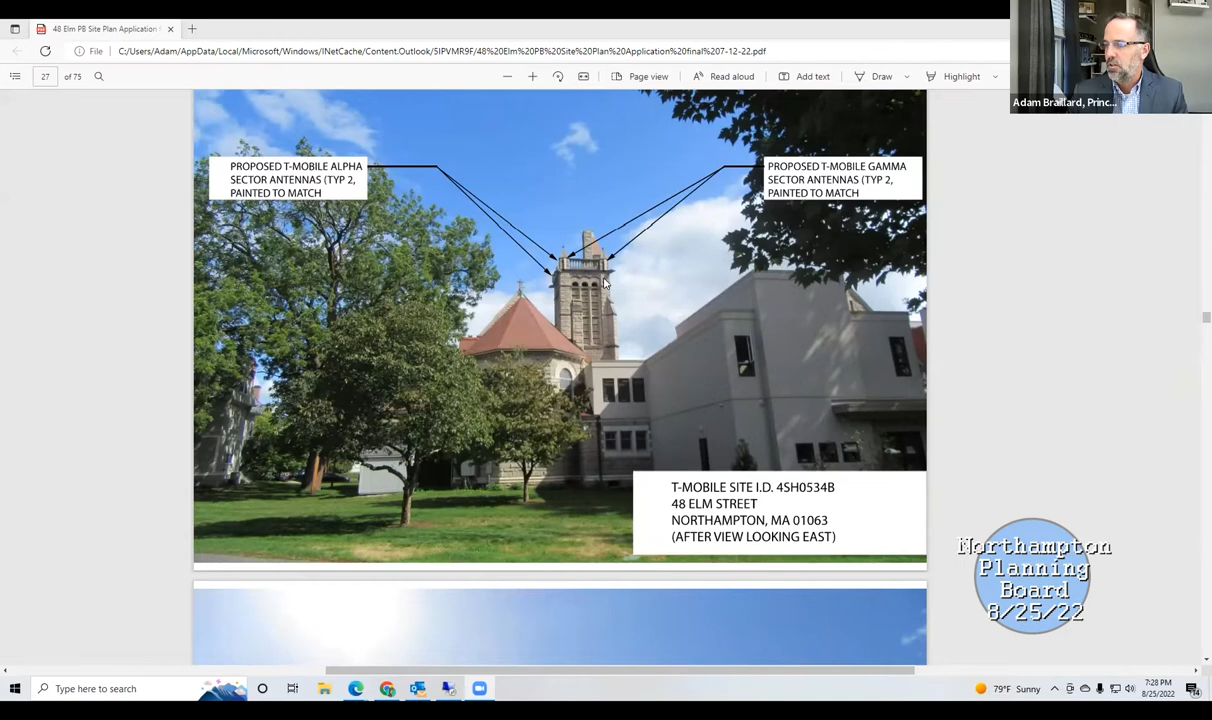 48 Elm PB Site Plan Application
File
C:/Users/Adam/AppData/Local/Microsoft/Windows/INetCache/Content.Outlook/5IPVMR9F/48%20Elm%20PB%20Site%20Plan%20Application%20final%207-12-22.pdf
27 of 75
Page view
Read aloud
Add text
Draw
Highlight
Adam Braillard, Princ...
PROPOSED T-MOBILE ALPHA
SECTOR ANTENNAS (TYP 2,
PAINTED TO MATCH
PROPOSED T-MOBILE GAMMA
SECTOR ANTENNAS (TYP 2,
PAINTED TO MATCH
T-MOBILE SITE I.D. 4SH0534B
48 ELM STREET
NORTHAMPTON, MA 01063
(AFTER VIEW LOOKING EAST)
Northampton
Planning
Board
8/25/22
Type here to search
79°F Sunny
7:28 PM
8/25/2022